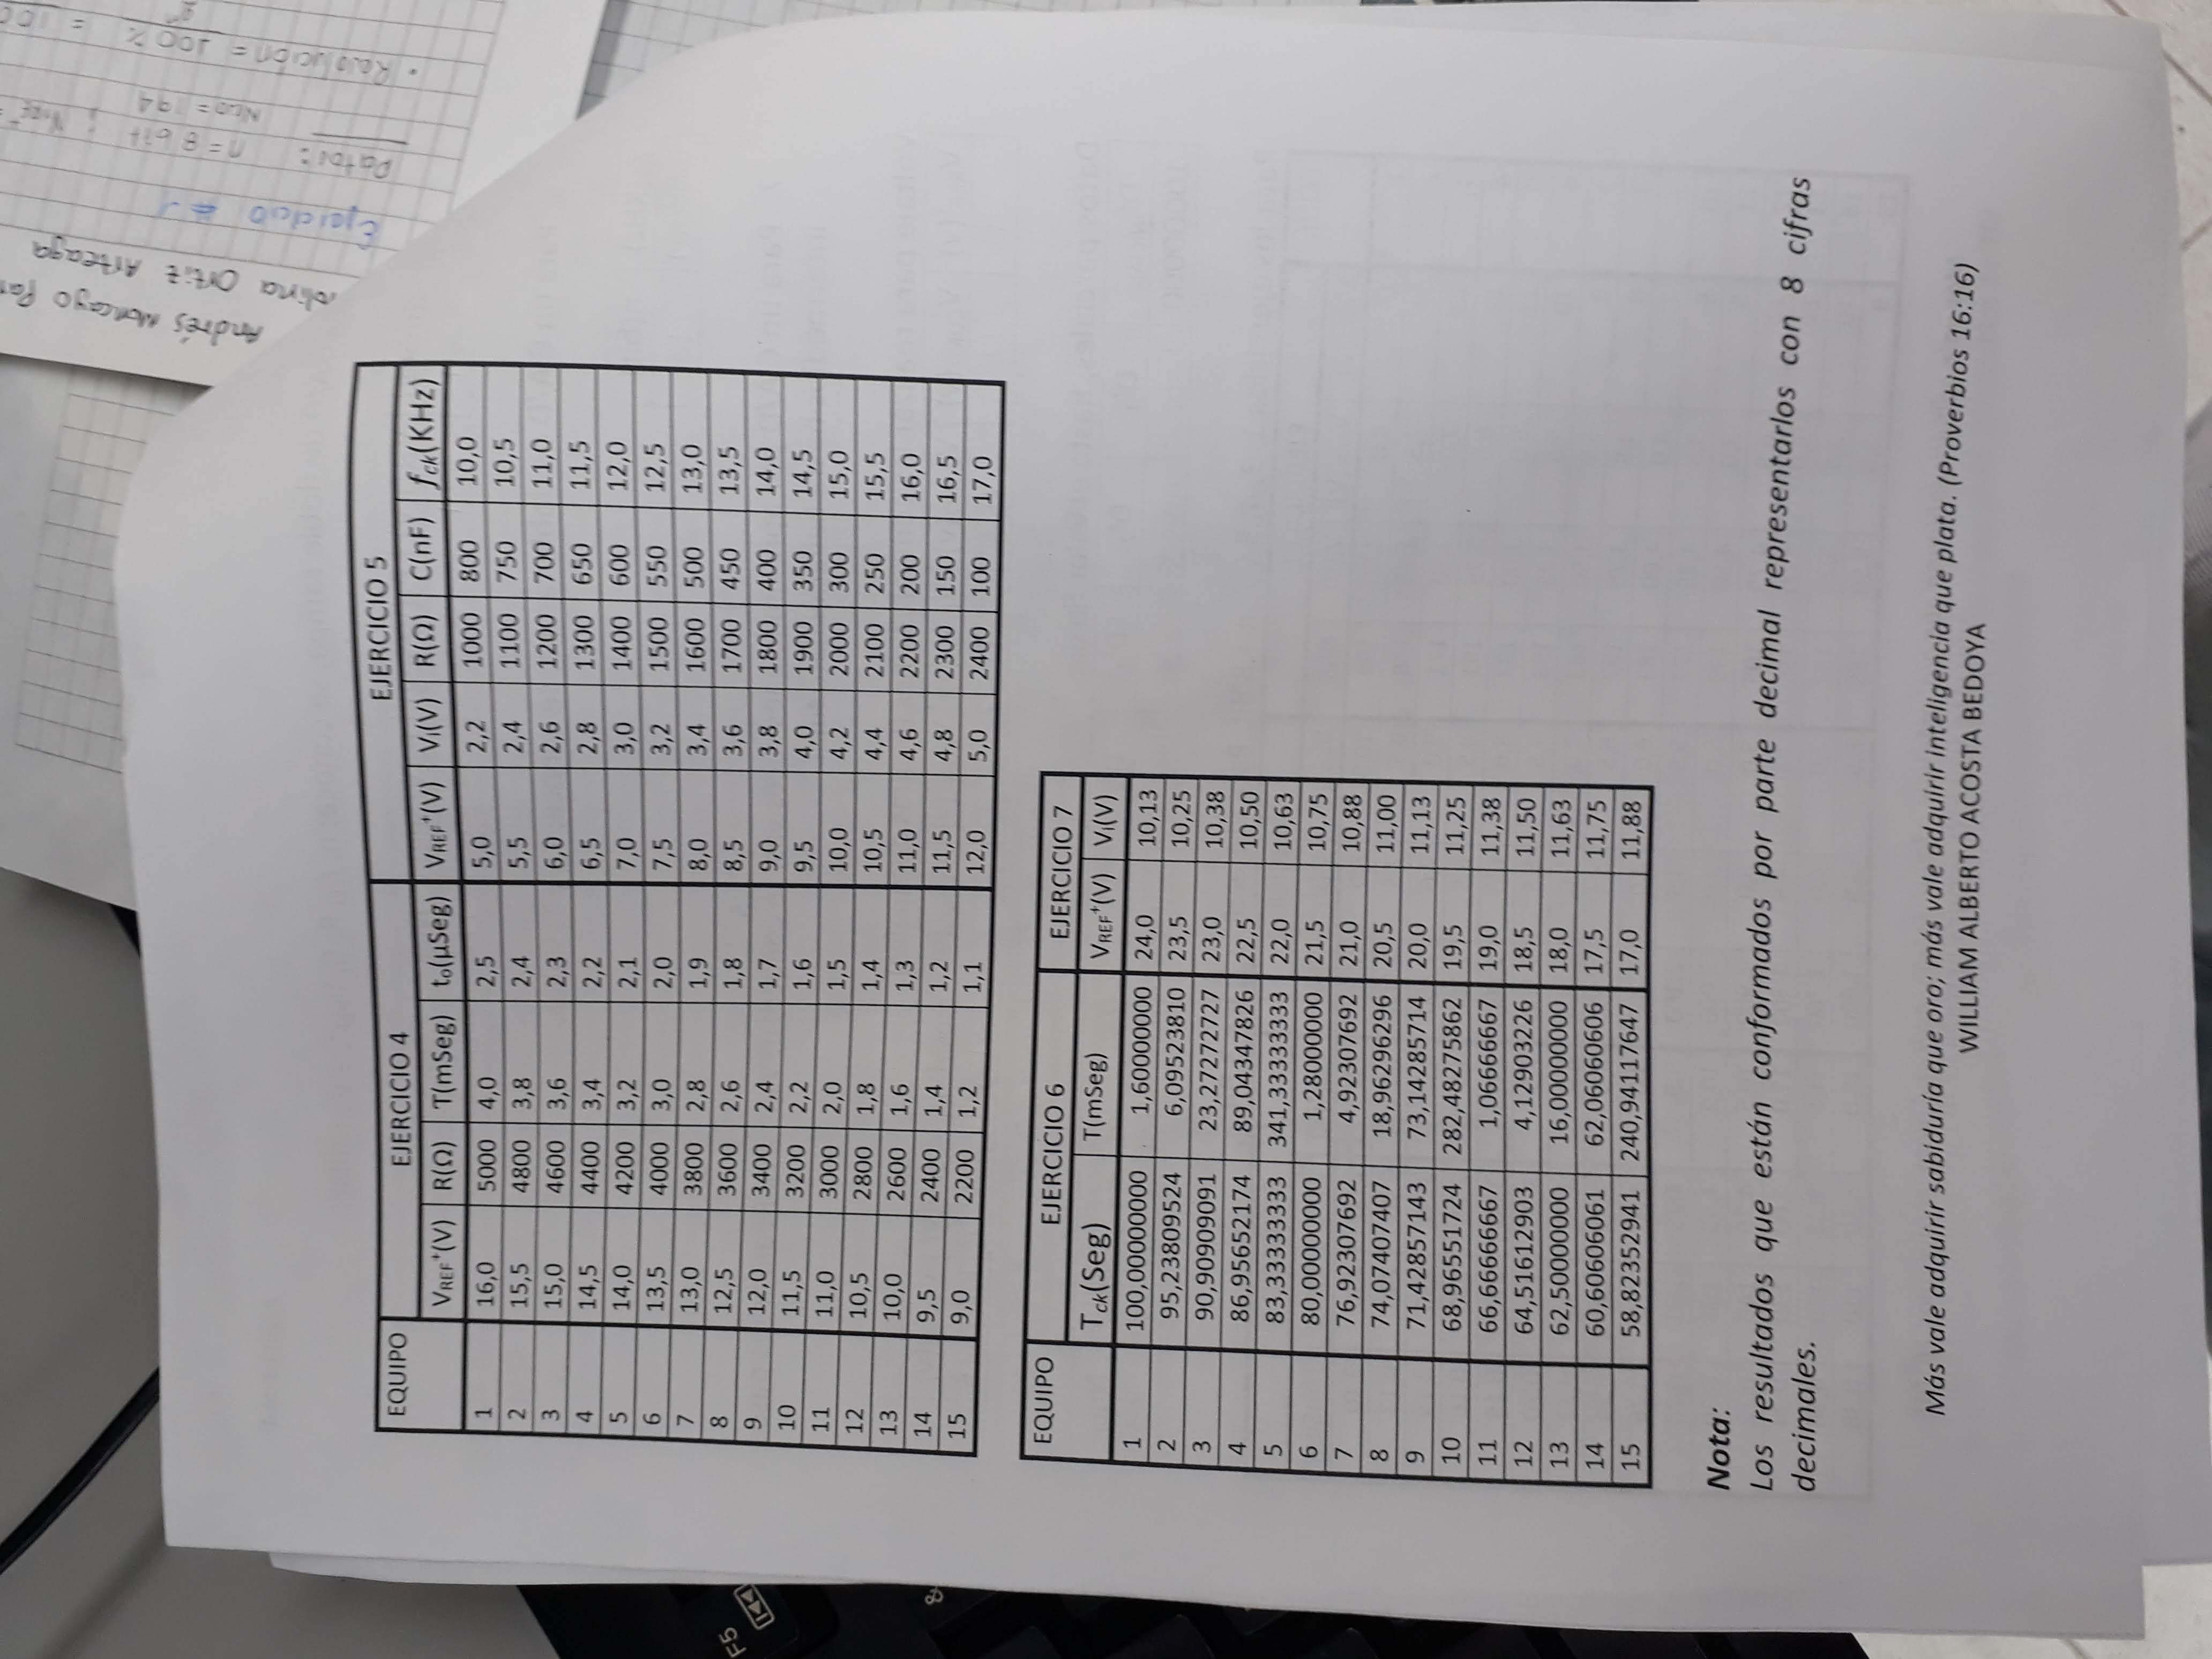 Andrés Moncayo
Ortiz Arteaga
Ejercicio # 1
Datos: n = 8 bit ;
• Resolución = 100 %
EQUIPO EJERCICIO 4 EJERCICIO 5
VREF+(V) R(Ω) T(mSeg) to(µSeg) VREF+(V) Vi(V) R(Ω) C(nF) fck(KHz)
1 16,0 5000 4,0 2,5 5,0 2,2 1000 800 10,0
2 15,5 4800 3,8 2,4 5,5 2,4 1100 750 10,5
3 15,0 4600 3,6 2,3 6,0 2,6 1200 700 11,0
4 14,5 4400 3,4 2,2 6,5 2,8 1300 650 11,5
5 14,0 4200 3,2 2,1 7,0 3,0 1400 600 12,0
6 13,5 4000 3,0 2,0 7,5 3,2 1500 550 12,5
7 13,0 3800 2,8 1,9 8,0 3,4 1600 500 13,0
8 12,5 3600 2,6 1,8 8,5 3,6 1700 450 13,5
9 12,0 3400 2,4 1,7 9,0 3,8 1800 400 14,0
10 11,5 3200 2,2 1,6 9,5 4,0 1900 350 14,5
11 11,0 3000 2,0 1,5 10,0 4,2 2000 300 15,0
12 10,5 2800 1,8 1,4 10,5 4,4 2100 250 15,5
13 10,0 2600 1,6 1,3 11,0 4,6 2200 200 16,0
14 9,5 2400 1,4 1,2 11,5 4,8 2300 150 16,5
15 9,0 2200 1,2 1,1 12,0 5,0 2400 100 17,0
EQUIPO EJERCICIO 6 EJERCICIO 7
Tck(Seg) T(mSeg) VREF+(V) Vi(V)
1 100,00000000 1,60000000 24,0 10,13
2 95,23809524 6,09523810 23,5 10,25
3 90,90909091 23,27272727 23,0 10,38
4 86,95652174 89,04347826 22,5 10,50
5 83,33333333 341,33333333 22,0 10,63
6 80,00000000 1,28000000 21,5 10,75
7 76,92307692 4,92307692 21,0 10,88
8 74,07407407 18,96296296 20,5 11,00
9 71,42857143 73,14285714 20,0 11,13
10 68,96551724 282,48275862 19,5 11,25
11 66,66666667 1,06666667 19,0 11,38
12 64,51612903 4,12903226 18,5 11,50
13 62,50000000 16,00000000 18,0 11,63
14 60,60606061 62,06060606 17,5 11,75
15 58,82352941 240,94117647 17,0 11,88
Nota:
Los resultados que están conformados por parte decimal representarlos con 8 cifras
decimales.
Más vale adquirir sabiduría que oro; más vale adquirir inteligencia que plata. (Proverbios 16:16)
WILLIAM ALBERTO ACOSTA BEDOYA
F5
&